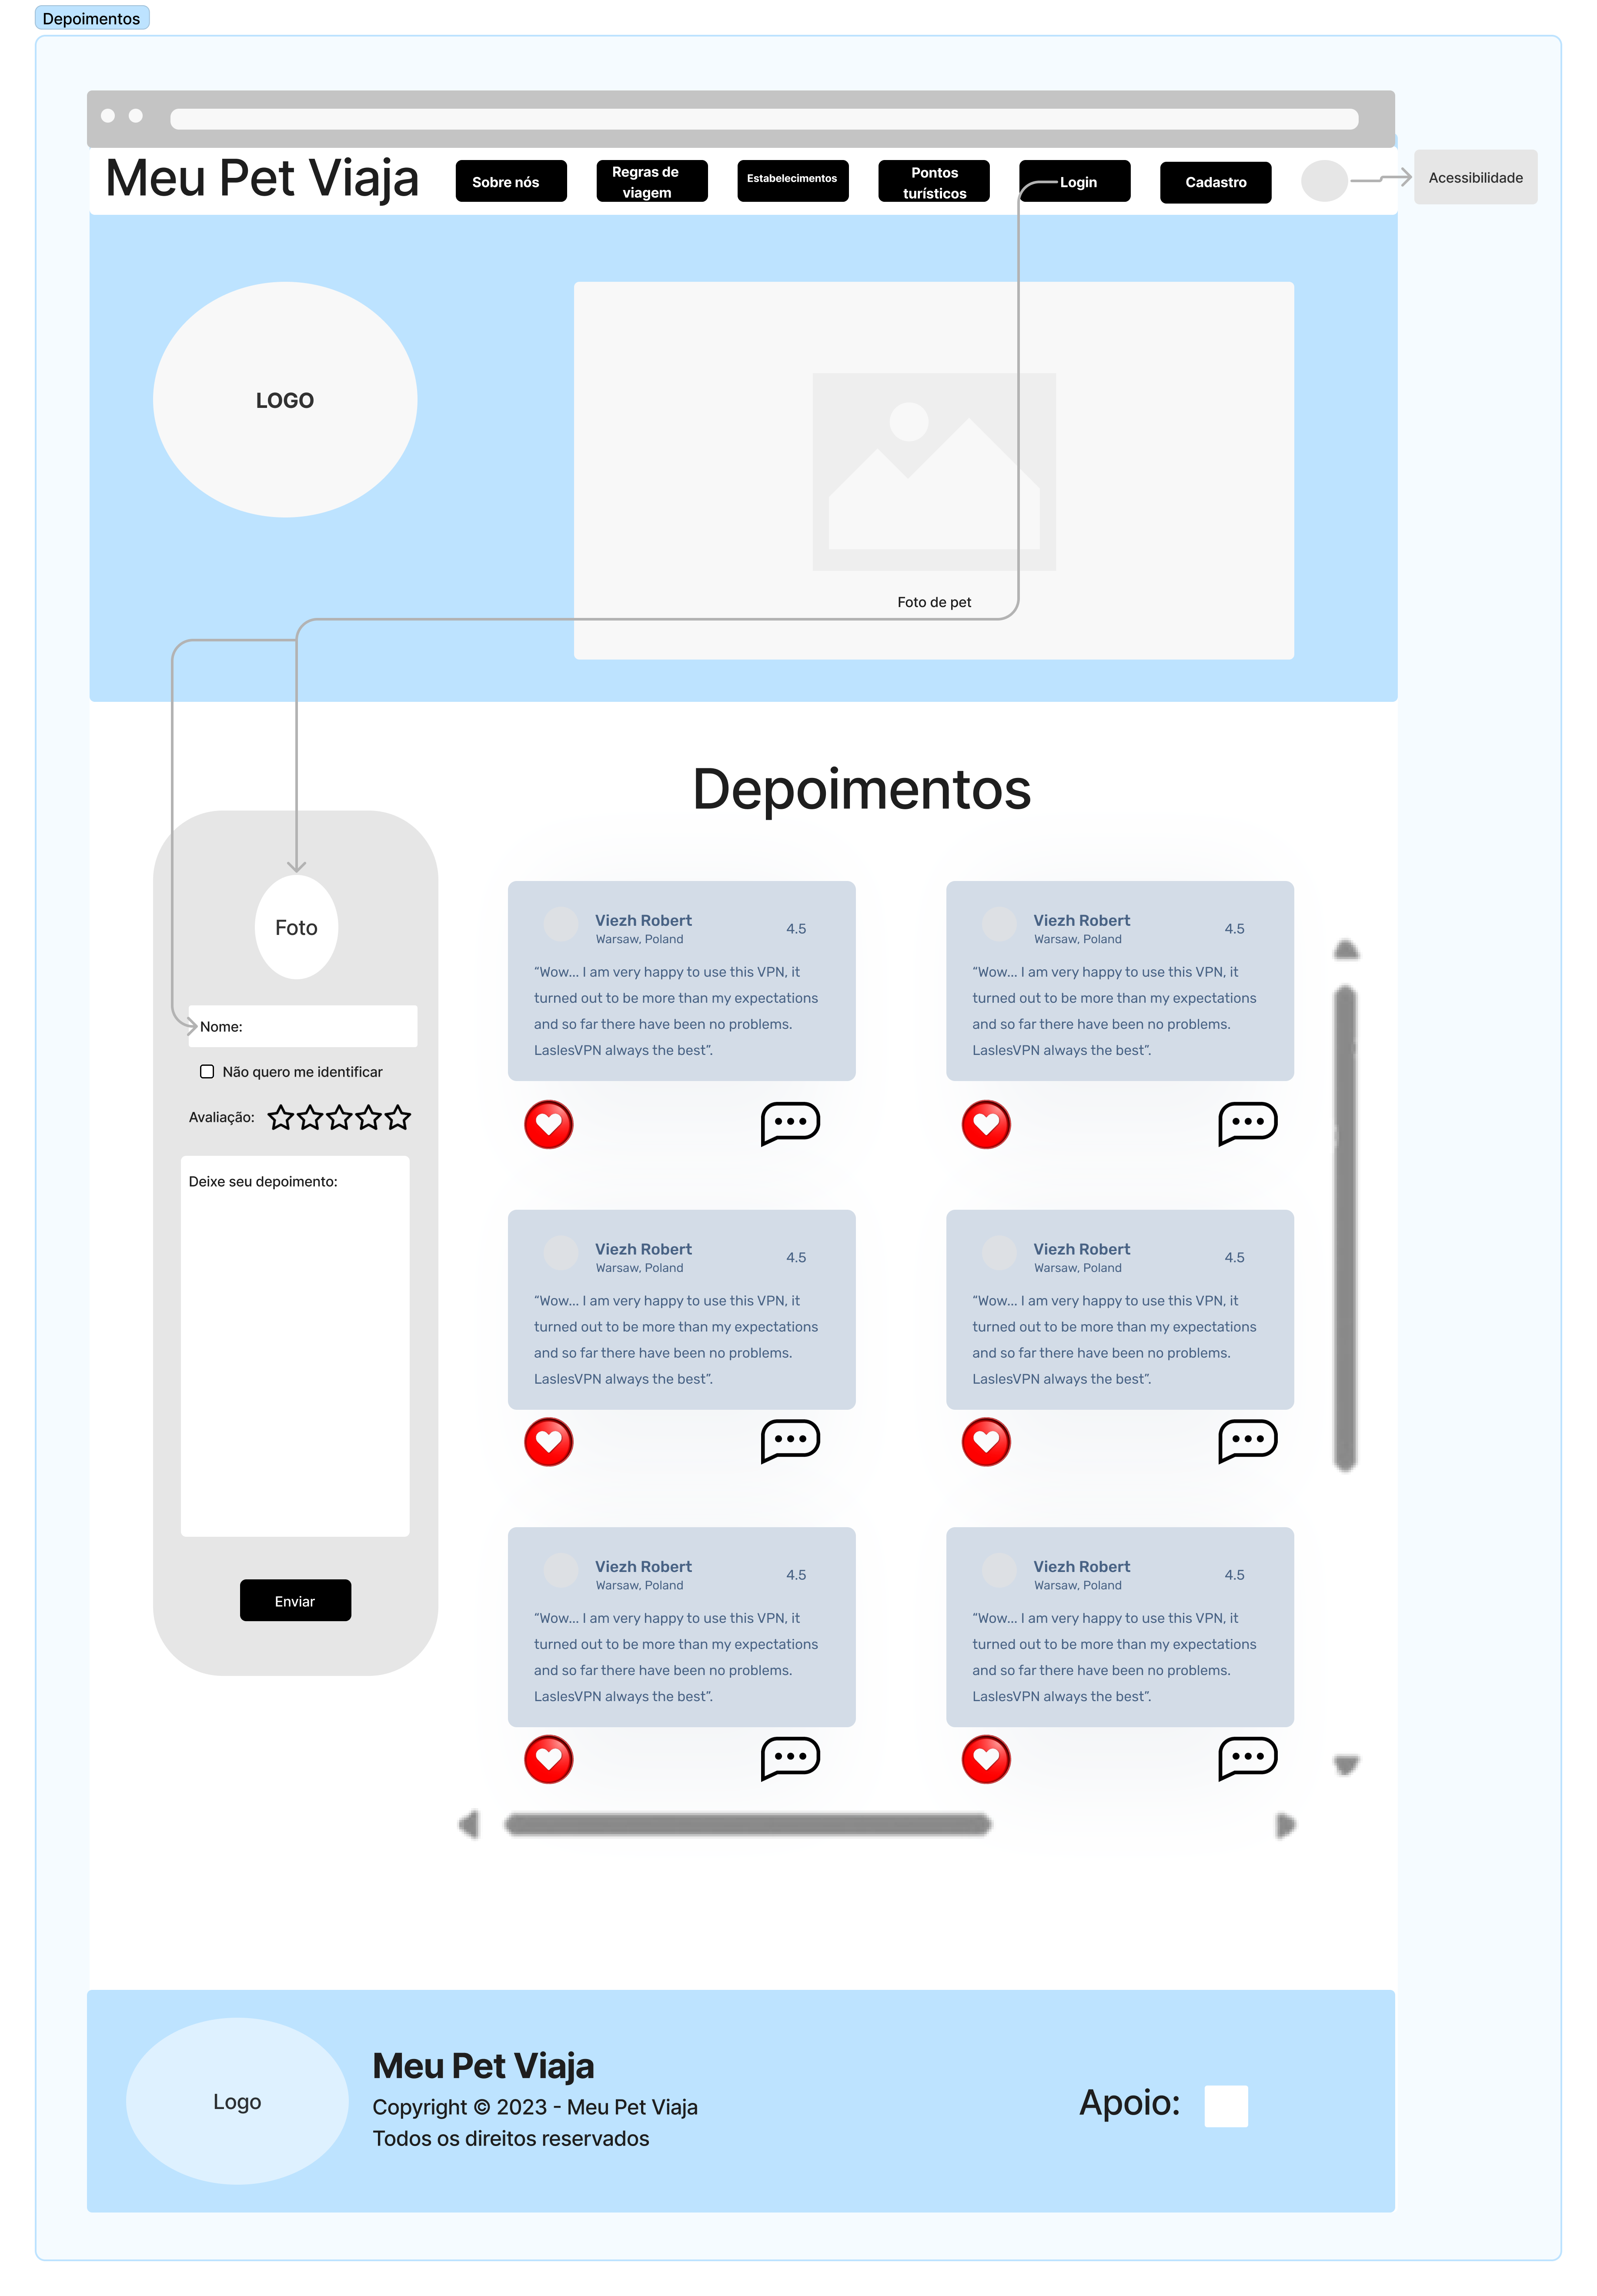 Depoimentos
Meu Pet Viaja
Sobre nós
Regras de
viagem
Estabelecimentos
Pontos
turísticos
Login
Cadastro
Acessibilidade
LOGO
Foto de pet
Depoimentos
Foto
Nome:
Não quero me identificar
Avaliação:
Deixe seu depoimento:
Enviar
Viezh Robert
Warsaw, Poland
4.5
“Wow... I am very happy to use this VPN, it
turned out to be more than my expectations
and so far there have been no problems.
LaslesVPN always the best”.
Viezh Robert
Warsaw, Poland
4.5
“Wow... I am very happy to use this VPN, it
turned out to be more than my expectations
and so far there have been no problems.
LaslesVPN always the best”.
Viezh Robert
Warsaw, Poland
4.5
“Wow... I am very happy to use this VPN, it
turned out to be more than my expectations
and so far there have been no problems.
LaslesVPN always the best”.
Viezh Robert
Warsaw, Poland
4.5
“Wow... I am very happy to use this VPN, it
turned out to be more than my expectations
and so far there have been no problems.
LaslesVPN always the best”.
Viezh Robert
Warsaw, Poland
4.5
“Wow... I am very happy to use this VPN, it
turned out to be more than my expectations
and so far there have been no problems.
LaslesVPN always the best”.
Viezh Robert
Warsaw, Poland
4.5
“Wow... I am very happy to use this VPN, it
turned out to be more than my expectations
and so far there have been no problems.
LaslesVPN always the best”.
Logo
Meu Pet Viaja
Copyright © 2023 - Meu Pet Viaja
Todos os direitos reservados
Apoio: